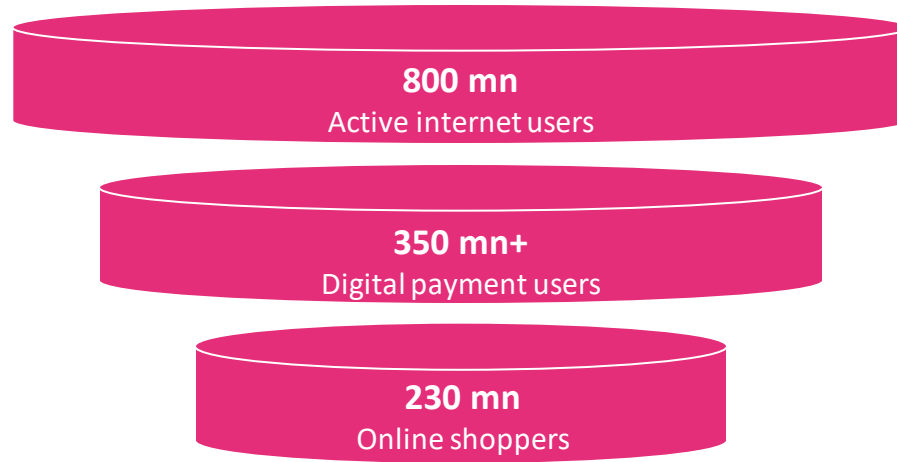 800 mn
Active internet users
350 mn+
Digital payment users
230 mn
Online shoppers